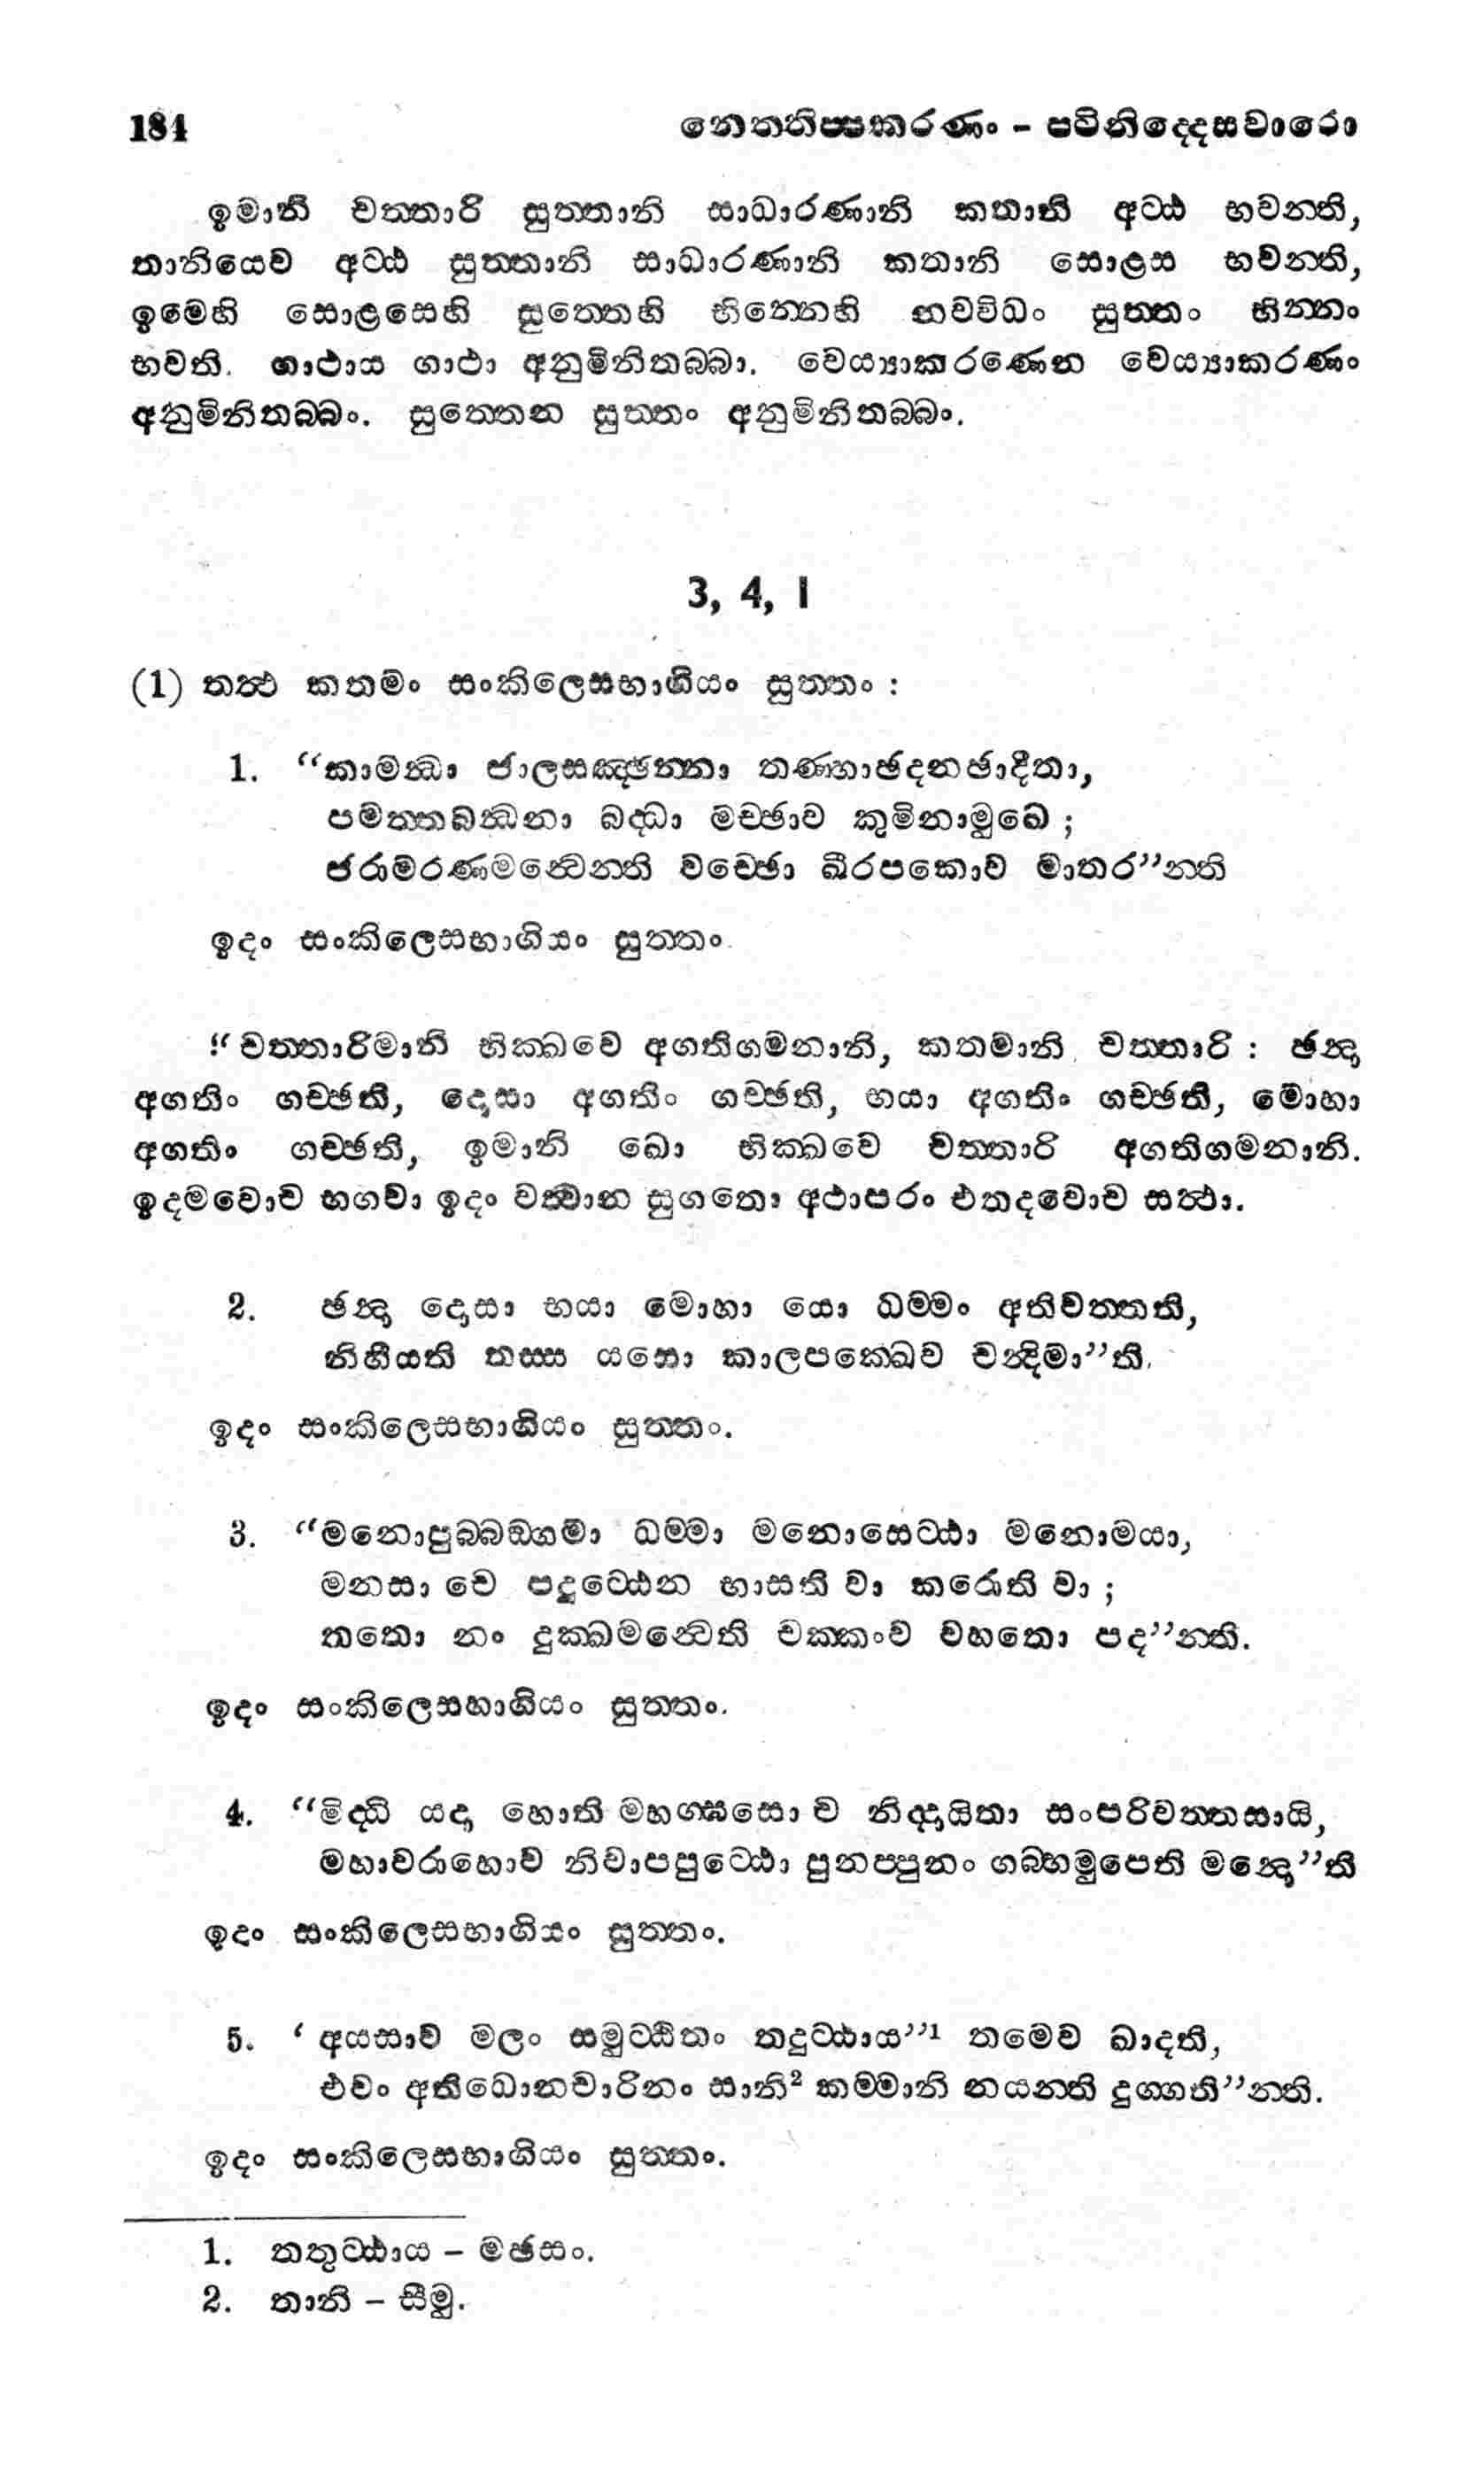 184 නෙත්තිප්පකරණං - පටිනිද්දෙසවාරො
ඉමානි චත්තාරි සුත්තානි සාධාරණානි කතානි අට්ඨ භවන්ති,
තානියෙව අට්ඨ සුත්තානි සාධාරණානි කතානි සොළස භවන්ති,
ඉමෙහි සොළසෙහි සුත්තෙහි භින්නෙහි නවවිධං සුත්තං භින්නං
භවති. ගාථාය ගාථා අනුමිනිතබ්බා. වෙය්‍යාකරණෙන වෙය්‍යාකරණං
අනුමිනිතබ්බං. සුත්තෙන සුත්තං අනුමිනිතබ්බං.
3, 4, 1
(1) තත්‍ථ කතමං සංකිලෙසභාගියං සුත්තං :
1. “කාමන්‍ධා ජාලසඤ්ඡන්නා තණ්හාඡදනඡාදිතා,
පමත්තබන්‍ධනා බද්ධා මච්ඡාව කුමිනාමුඛෙ ;
ජරාමරණමන්‍වෙන්ති වච්ඡො ඛීරපකොව මාතර”න්ති
ඉදං සංකිලෙසභාගියං සුත්තං.
“චත්තාරිමානි භික්ඛවෙ අගතිගමනානි, කතමානි චත්තාරි : ඡන්‍දා
අගතිං ගච්ඡති, දොසා අගතිං ගච්ඡති, භයා අගතිං ගච්ඡති, මොහා
අගතිං ගච්ඡති, ඉමානි ඛො භික්ඛවෙ චත්තාරි අගතිගමනානි.
ඉදමවොච භගවා ඉදං වත්‍වාන සුගතො අථාපරං එතදවොච සත්‍ථා.
2. ඡන්‍දා දොසා භයා මොහා යො ධම්මං අතිවත්තති,
නිහීයති තස්ස යසො කාලපක්ඛෙව චන්‍දිමා”ති.
ඉදං සංකිලෙසභාගියං සුත්තං.
3. “මනොපුබ්බඞ්ගමා ධම්මා මනොසෙට්ඨා මනොමයා,
මනසා චෙ පදුට්ඨෙන භාසති වා කරොති වා ;
තතො නං දුක්ඛමන්‍වෙති චක්කංව වහතො පද”න්ති.
ඉදං සංකිලෙසභාගියං සුත්තං.
4. “මිද්ධි යදා හොති මහග්ඝසො ච නිද්දායිතා සංපරිවත්තසායි,
මහාවරාහොව නිවාපපුට්ඨො පුනප්පුනං ගබ්භමුපෙති මන්‍දො”ති
ඉදං සංකිලෙසභාගියං සුත්තං.
5. ‘අයසාව මලං සමුට්ඨිතං තදුට්ඨාය”1 තමෙව ඛාදති,
එවං අතිධොනචාරිනං සානි2 කම්මානි නයන්ති දුග්ගති”න්ති.
ඉදං සංකිලෙසභාගියං සුත්තං.
1. තතුට්ඨාය - මඡසං.
2. තානි - සීමු.